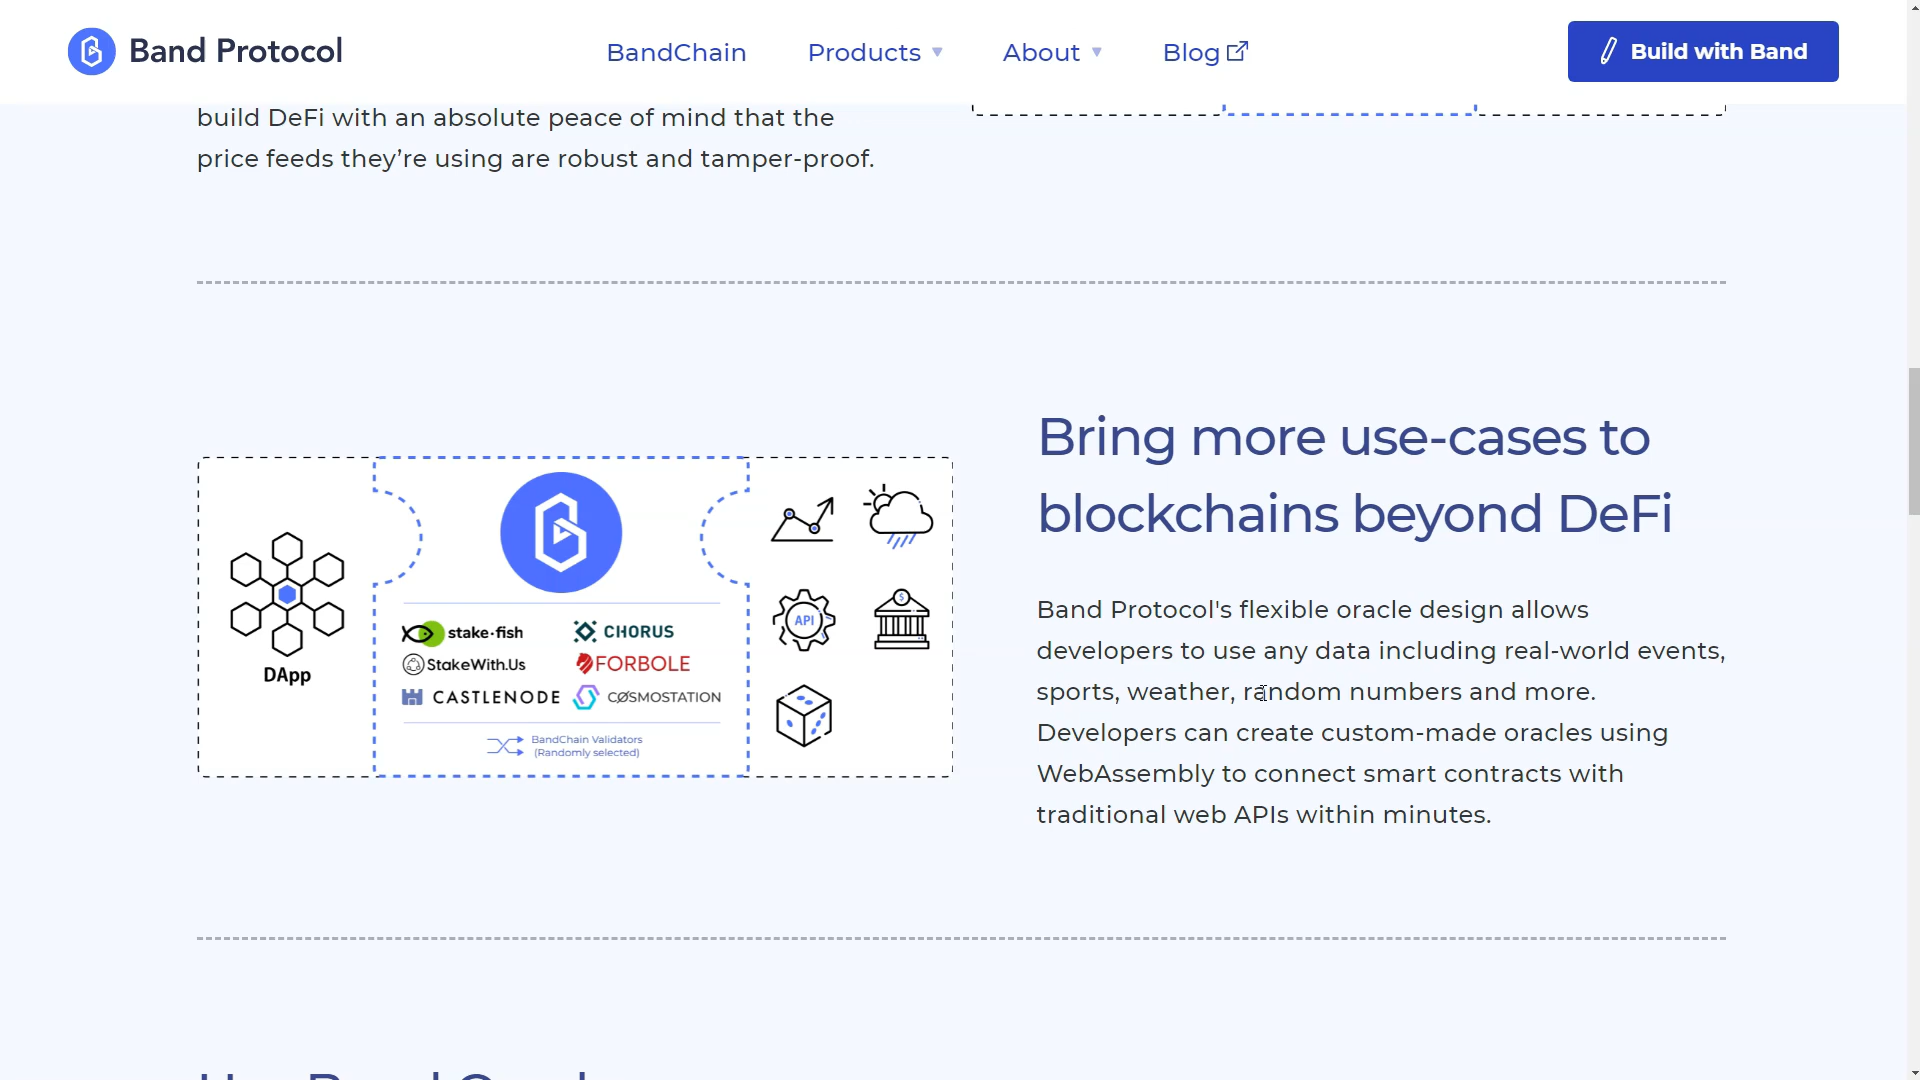 Band Protocol
BandChain
Products
About
Blog
Build with Band
build DeFi with an absolute peace of mind that the
price feeds they’re using are robust and tamper-proof.
DApp
stake·fish
CHORUS
StakeWith.Us
FORBOLE
CASTLENODE
CØSMOSTATION
BandChain Validators
(Randomly selected)
$
API
Bring more use-cases to
blockchains beyond DeFi
Band Protocol's flexible oracle design allows
developers to use any data including real-world events,
sports, weather, random numbers and more.
Developers can create custom-made oracles using
WebAssembly to connect smart contracts with
traditional web APIs within minutes.